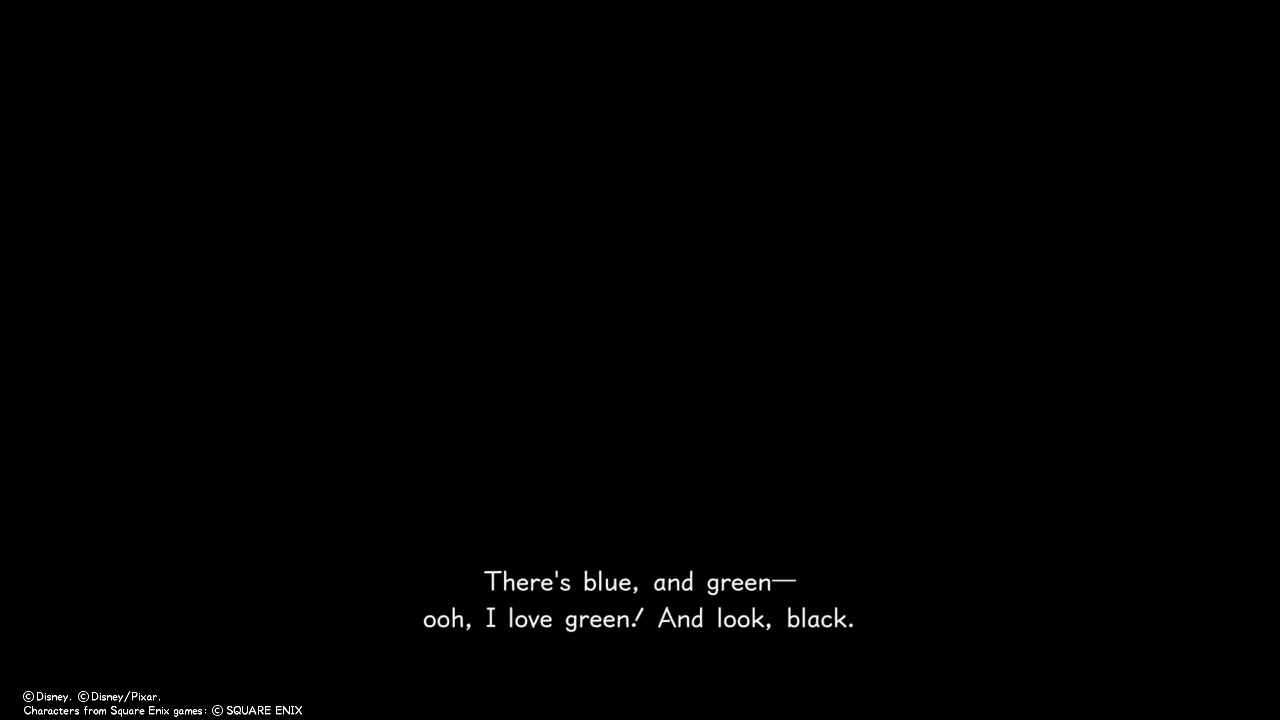 There's blue, and green—
ooh, I love green! And look, black.
©Disney. ©Disney/Pixar.
Characters from Square Enix games: © SQUARE ENIX